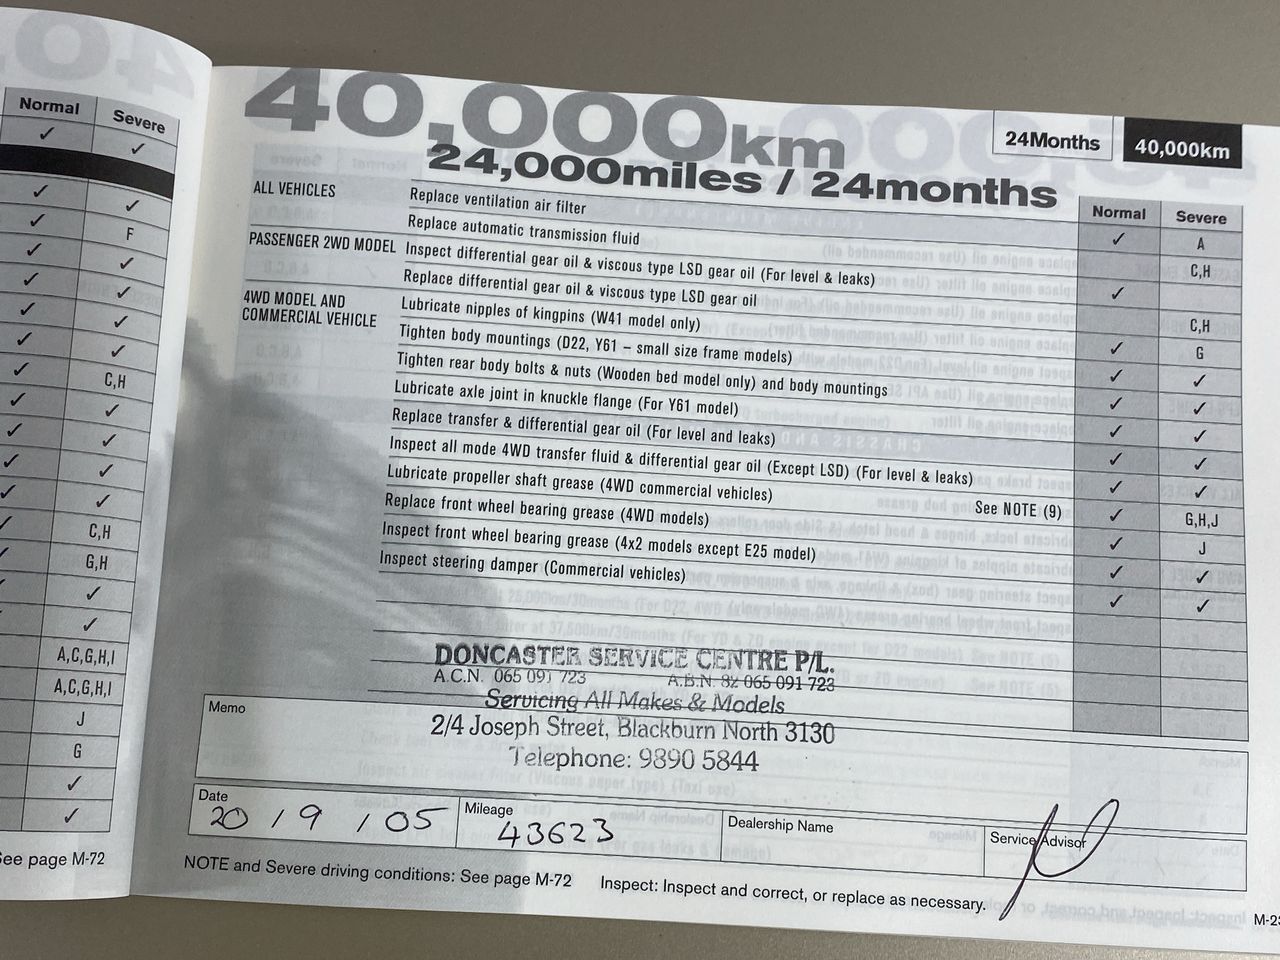 Normal Severe
✓ ✓
✓ ✓
✓ F
✓ ✓
✓ ✓
✓ ✓
✓ ✓
✓ C,H
✓ ✓
✓ ✓
✓ ✓
✓ ✓
✓ C,H
✓ G,H
✓
✓
A,C,G,H,I
A,C,G,H,I
J
G
✓
✓
See page M-72
40,000km
24,000miles / 24months
24Months 40,000km
Normal Severe
ALL VEHICLES Replace ventilation air filter ✓ A
Replace automatic transmission fluid C,H
PASSENGER 2WD MODEL Inspect differential gear oil & viscous type LSD gear oil (For level & leaks) ✓
Replace differential gear oil & viscous type LSD gear oil C,H
4WD MODEL AND COMMERCIAL VEHICLE Lubricate nipples of kingpins (W41 model only) ✓ G
Tighten body mountings (D22, Y61 – small size frame models) ✓ ✓
Tighten rear body bolts & nuts (Wooden bed model only) and body mountings ✓ ✓
Lubricate axle joint in knuckle flange (For Y61 model) ✓ ✓
Replace transfer & differential gear oil (For level and leaks) ✓ ✓
Inspect all mode 4WD transfer fluid & differential gear oil (Except LSD) (For level & leaks) ✓ ✓
Lubricate propeller shaft grease (4WD commercial vehicles) See NOTE (9) ✓ G,H,J
Replace front wheel bearing grease (4WD models) ✓ J
Inspect front wheel bearing grease (4x2 models except E25 model) ✓ ✓
Inspect steering damper (Commercial vehicles) ✓ ✓
DONCASTER SERVICE CENTRE P/L.
A.C.N. 065 091 723 A.B.N. 82 065 091 723
Servicing All Makes & Models
2/4 Joseph Street, Blackburn North 3130
Telephone: 9890 5844
Memo
Date Mileage Dealership Name Service Advisor
20 / 9 / 05 43623
NOTE and Severe driving conditions: See page M-72 Inspect: Inspect and correct, or replace as necessary.
M-23